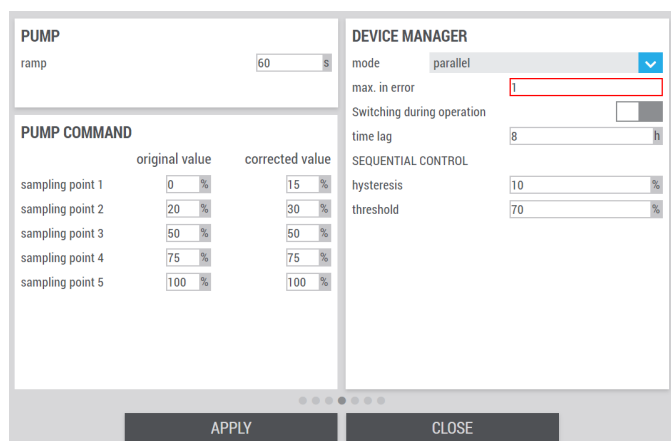 PUMP
ramp 60 s
PUMP COMMAND
original value corrected value
sampling point 1 0 % 15 %
sampling point 2 20 % 30 %
sampling point 3 50 % 50 %
sampling point 4 75 % 75 %
sampling point 5 100 % 100 %
DEVICE MANAGER
mode parallel
max. in error 1
Switching during operation
time lag 8 h
SEQUENTIAL CONTROL
hysteresis 10 %
threshold 70 %
APPLY CLOSE